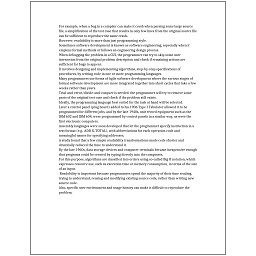 For example, when a bug in a compiler can make it crash when parsing some large source
file, a simplification of the test case that results in only few lines from the original source file
can be sufficient to reproduce the same crash.
However, readability is more than just programming style.
Sometimes software development is known as software engineering, especially when it
employs formal methods or follows an engineering design process.
When debugging the problem in a GUI, the programmer can try to skip some user
interaction from the original problem description and check if remaining actions are
sufficient for bugs to appear.
It involves designing and implementing algorithms, step-by-step specifications of
procedures, by writing code in one or more programming languages.
Many programmers use forms of Agile software development where the various stages of
formal software development are more integrated together into short cycles that take a few
weeks rather than years.
Trial-and-error/divide-and-conquer is needed: the programmer will try to remove some
parts of the original test case and check if the problem still exists.
Ideally, the programming language best suited for the task at hand will be selected.
Later a control panel (plug board) added to his 1906 Type I Tabulator allowed it to be
programmed for different jobs, and by the late 1940s, unit record equipment such as the
IBM 602 and IBM 604, were programmed by control panels in a similar way, as were the
first electronic computers.
Assembly languages were soon developed that let the programmer specify instruction in a
text format (e.g., ADD X, TOTAL), with abbreviations for each operation code and
meaningful names for specifying addresses.
A study found that a few simple readability transformations made code shorter and
drastically reduced the time to understand it.
By the late 1960s, data storage devices and computer terminals became inexpensive enough
that programs could be created by typing directly into the computers.
For this purpose, algorithms are classified into orders using so-called Big O notation, which
expresses resource use, such as execution time or memory consumption, in terms of the size
of an input.
Readability is important because programmers spend the majority of their time reading,
trying to understand, reusing and modifying existing source code, rather than writing new
source code.
Also, specific user environment and usage history can make it difficult to reproduce the
problem.